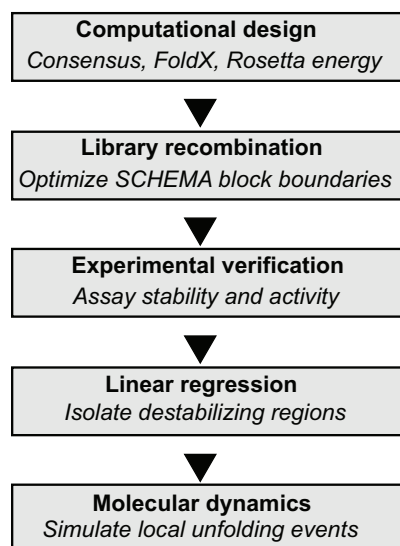 Computational design
Consensus, FoldX, Rosetta energy
Library recombination
Optimize SCHEMA block boundaries
Experimental verification
Assay stability and activity
Linear regression
Isolate destabilizing regions
Molecular dynamics
Simulate local unfolding events